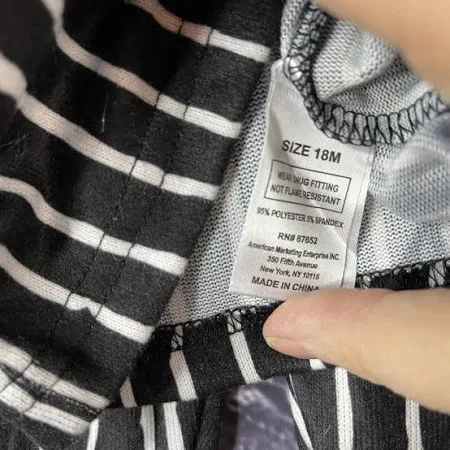 SIZE 18M
WEAR SNUG FITTING
NOT FLAME RESISTANT
95% POLYESTER 5% SPANDEX
RN# 87652
American Marketing Enterprise INC.
350 Fifth Avenue
New York, NY 10118
MADE IN CHINA